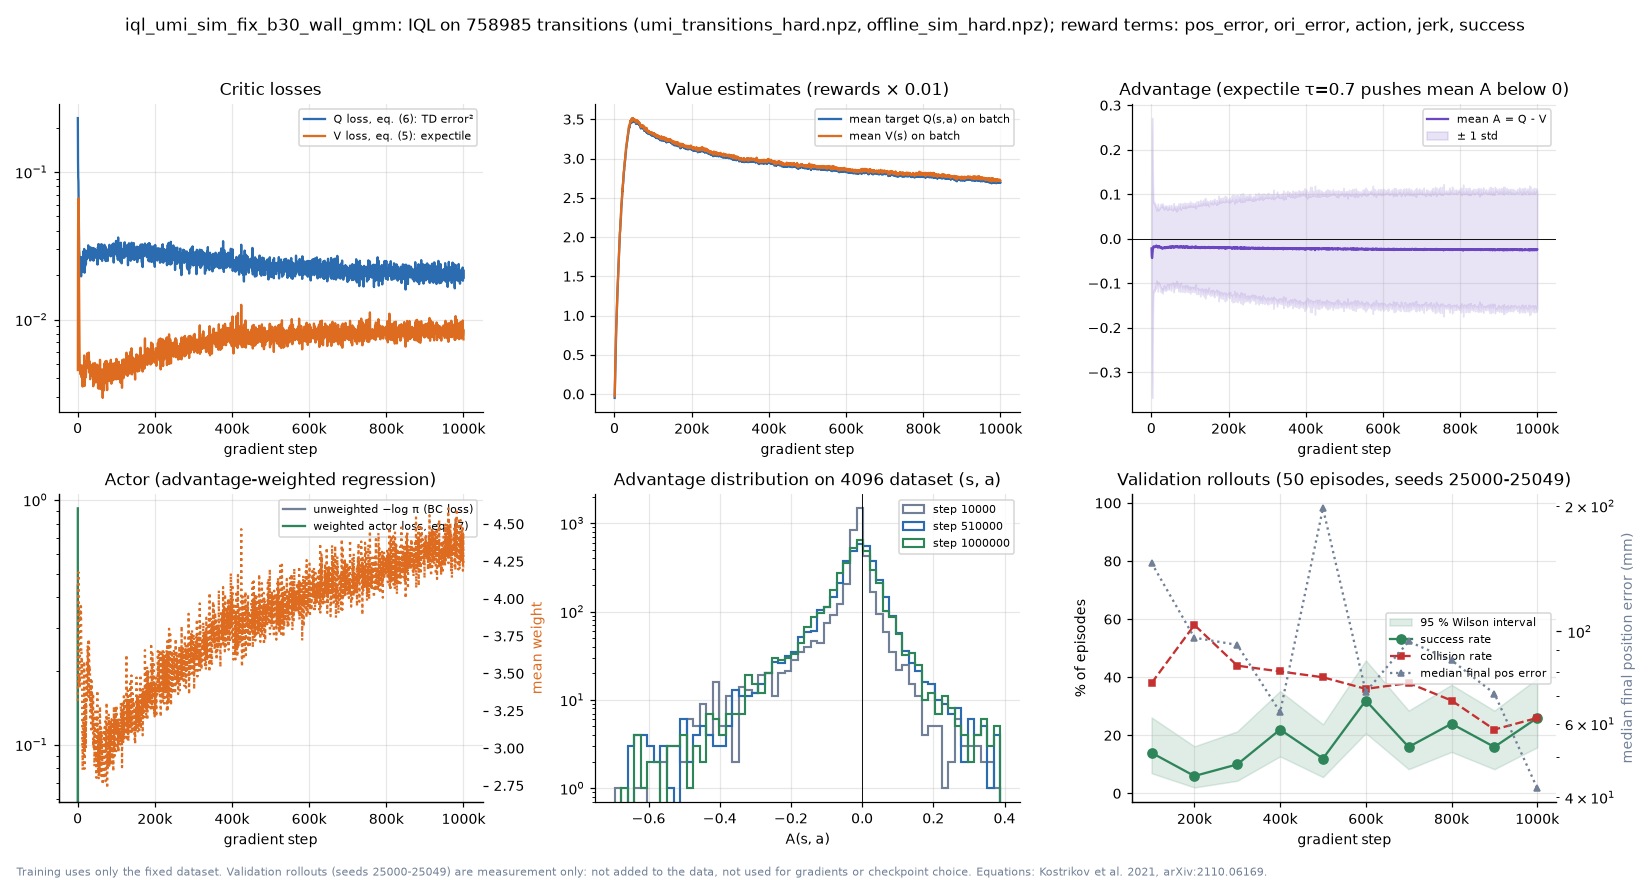 iql_umi_sim_fix_b30_wall_gmm: IQL on 758985 transitions (umi_transitions_hard.npz, offline_sim_hard.npz); reward terms: pos_error, ori_error, action, jerk, success
Critic losses
Q loss, eq. (6): TD error²
V loss, eq. (5): expectile
10⁻¹
10⁻²
0 200k 400k 600k 800k 1000k
gradient step
Value estimates (rewards × 0.01)
mean target Q(s,a) on batch
mean V(s) on batch
3.5
3.0
2.5
2.0
1.5
1.0
0.5
0.0
0 200k 400k 600k 800k 1000k
gradient step
Advantage (expectile τ=0.7 pushes mean A below 0)
mean A = Q - V
± 1 std
0.3
0.2
0.1
0.0
−0.1
−0.2
−0.3
0 200k 400k 600k 800k 1000k
gradient step
Actor (advantage-weighted regression)
unweighted −log π (BC loss)
weighted actor loss, eq.
10⁰
10⁻¹
4.50
4.25
4.00
3.75
3.50
3.25
3.00
2.75
mean weight
0 200k 400k 600k 800k 1000k
gradient step
Advantage distribution on 4096 dataset (s, a)
step 10000
step 510000
step 1000000
10³
10²
10¹
10⁰
−0.6 −0.4 −0.2 0.0 0.2 0.4
A(s, a)
Validation rollouts (50 episodes, seeds 25000-25049)
95 % Wilson interval
success rate
collision rate
median final pos error
% of episodes
100
80
60
40
20
0
2 × 10²
10²
6 × 10¹
4 × 10¹
median final position error (mm)
200k 400k 600k 800k 1000k
gradient step
Training uses only the fixed dataset. Validation rollouts (seeds 25000-25049) are measurement only: not added to the data, not used for gradients or checkpoint choice. Equations: Kostrikov et al. 2021, arXiv:2110.06169.